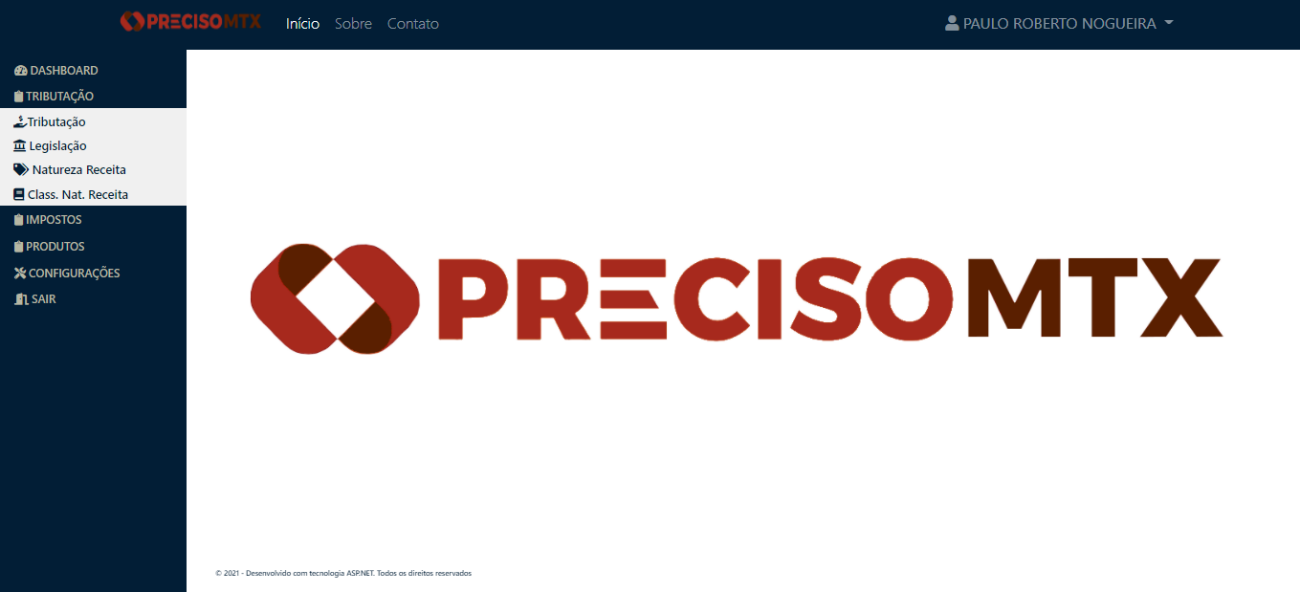 PRECISOMTX Início Sobre Contato PAULO ROBERTO NOGUEIRA
DASHBOARD
TRIBUTAÇÃO
Tributação
Legislação
Natureza Receita
Class. Nat. Receita
IMPOSTOS
PRODUTOS
CONFIGURAÇÕES
SAIR
PRECISOMTX
© 2021 - Desenvolvido com tecnologia ASP.NET. Todos os direitos reservados